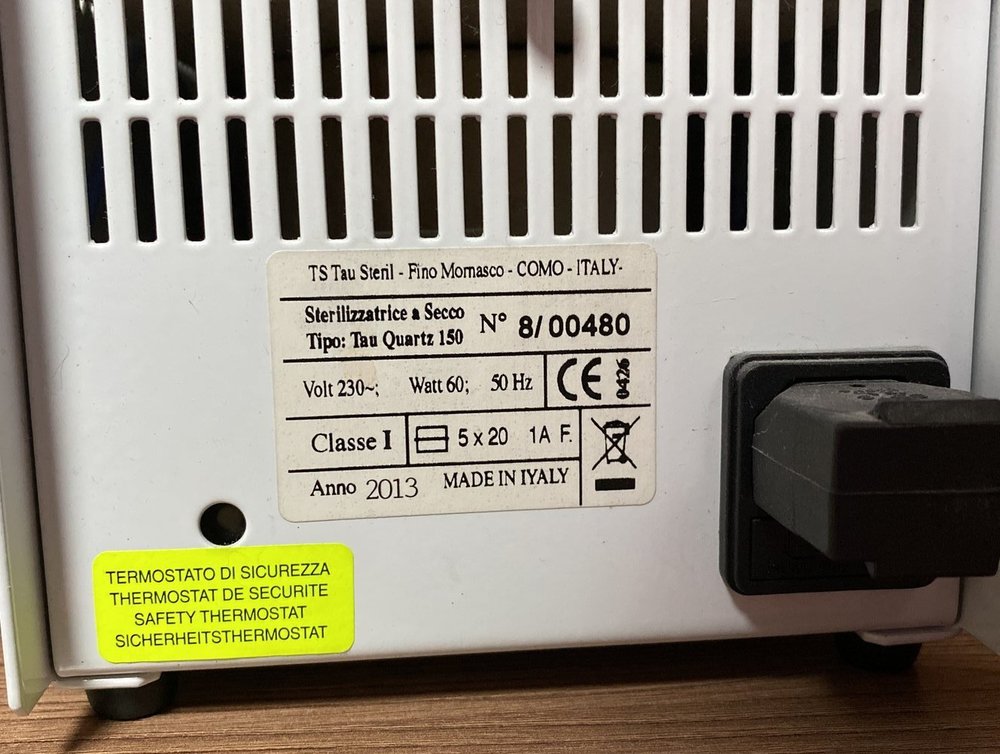 TS Tau Steril - Fino Mornasco - COMO - ITALY-
Sterilizzatrice a Secco
Tipo: Tau Quartz 150
N° 8/00480
Volt 230~; Watt 60; 50 Hz
CE 0426
Classe I
5 x 20 1A F.
Anno 2013
MADE IN IYALY
TERMOSTATO DI SICUREZZA
THERMOSTAT DE SECURITE
SAFETY THERMOSTAT
SICHERHEITSTHERMOSTAT